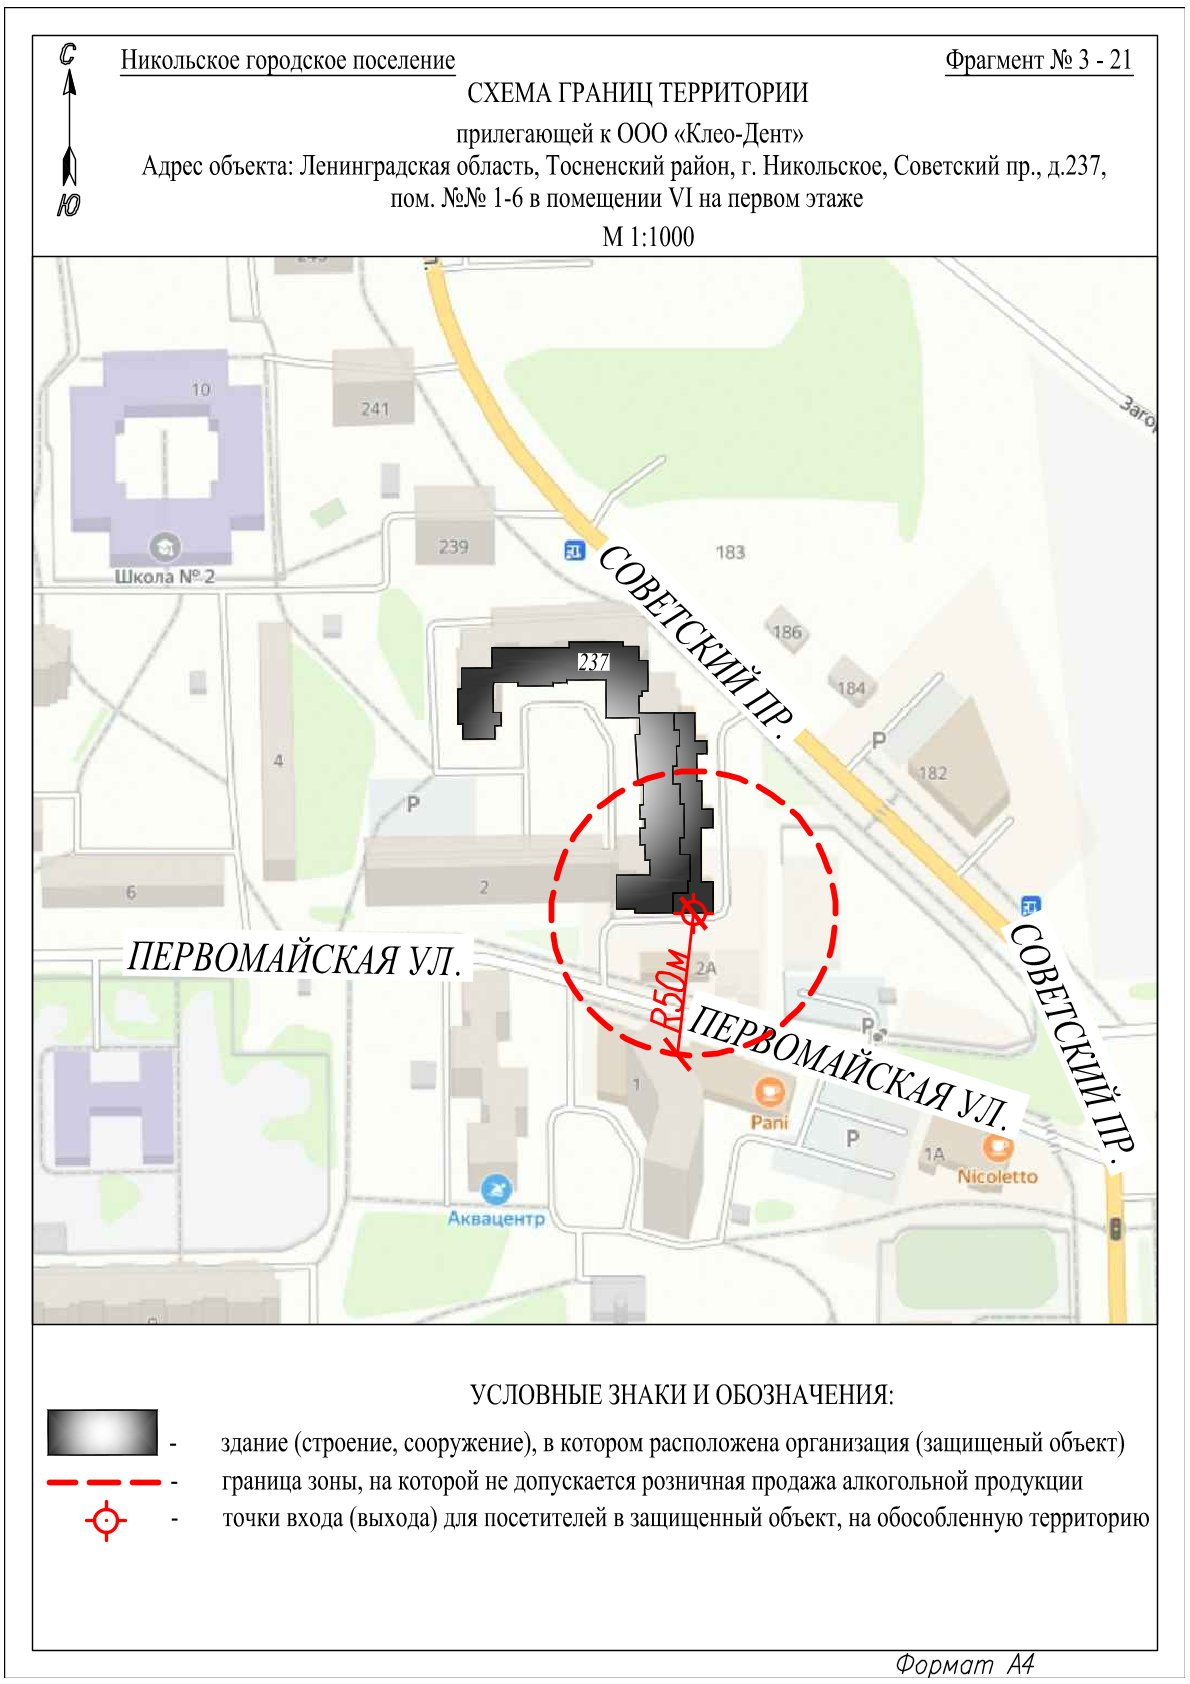 С
Ю
Никольское городское поселение
Фрагмент № 3 - 21
СХЕМА ГРАНИЦ ТЕРРИТОРИИ
прилегающей к ООО «Клео-Дент»
Адрес объекта: Ленинградская область, Тосненский район, г. Никольское, Советский пр., д.237,
пом. №№ 1-6 в помещении VI на первом этаже
М 1:1000
10
241
Загор
239
183
Школа № 2
СОВЕТСКИЙ ПР.
186
237
184
P
4
182
P
6
2
ПЕРВОМАЙСКАЯ УЛ.
2А
R50м
СОВЕТСКИЙ ПР.
ПЕРВОМАЙСКАЯ УЛ.
P
1
Pani
P
1А
Nicoletto
Аквацентр
УСЛОВНЫЕ ЗНАКИ И ОБОЗНАЧЕНИЯ:
- здание (строение, сооружение), в котором расположена организация (защищеный объект)
- граница зоны, на которой не допускается розничная продажа алкогольной продукции
- точки входа (выхода) для посетителей в защищенный объект, на обособленную территорию
Формат А4